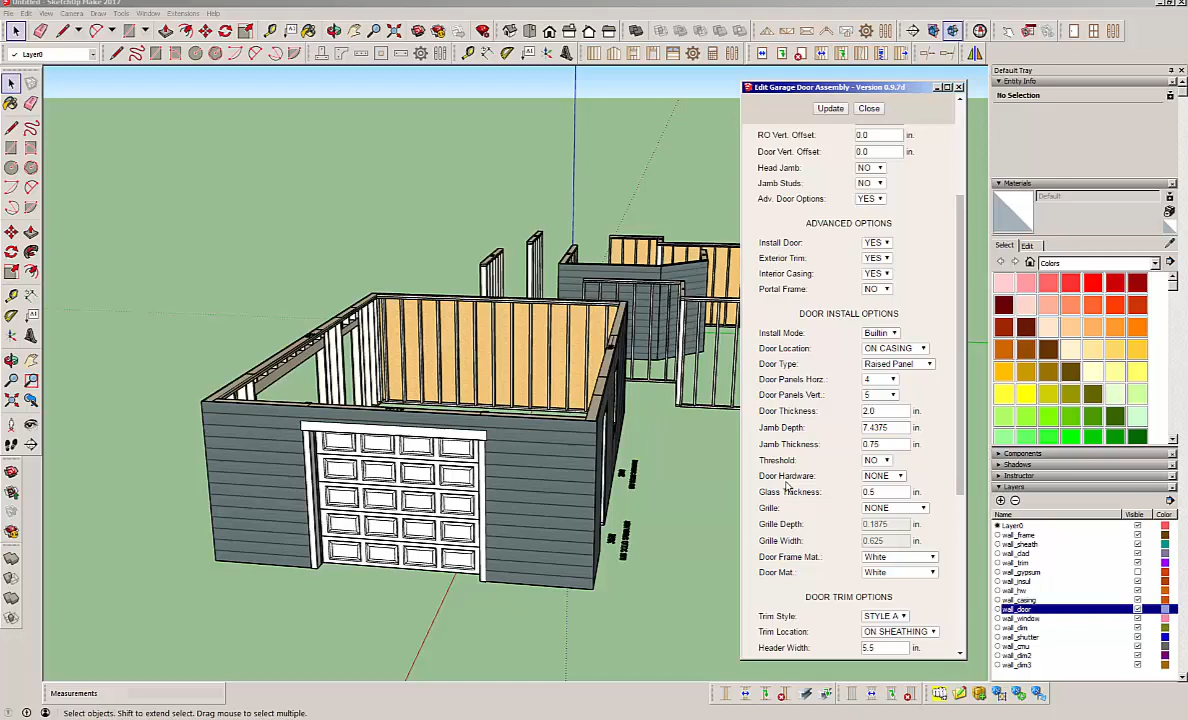 Untitled - SketchUp Make 2017
File Edit View Camera Draw Tools Window Extensions Help
Layer0
Edit Garage Door Assembly - Version 0.9.7d
Update Close
RO Vert. Offset: 0.0 in.
Door Vert. Offset: 0.0 in.
Head Jamb: NO
Jamb Studs: NO
Adv. Door Options: YES
ADVANCED OPTIONS
Install Door: YES
Exterior Trim: YES
Interior Casing: YES
Portal Frame: NO
DOOR INSTALL OPTIONS
Install Mode: Builtin
Door Location: ON CASING
Door Type: Raised Panel
Door Panels Horz.: 4
Door Panels Vert.: 5
Door Thickness: 2.0 in.
Jamb Depth: 7.4375 in.
Jamb Thickness: 0.75 in.
Threshold: NO
Door Hardware: NONE
Glass Thickness: 0.5 in.
Grille: NONE
Grille Depth: 0.1875 in.
Grille Width: 0.625 in.
Door Frame Mat.: White
Door Mat.: White
DOOR TRIM OPTIONS
Trim Style: STYLE A
Trim Location: ON SHEATHING
Header Width: 5.5 in.
Default Tray
Entity Info
No Selection
Materials
Default
Select Edit
Colors
Components
Shadows
Instructor
Layers
Name Visible Color
Layer0
wall_frame
wall_sheath
wall_clad
wall_trim
wall_gypsum
wall_insul
wall_hw
wall_casing
wall_door
wall_window
wall_dim
wall_shutter
wall_cmu
wall_dim2
wall_dim3
Measurements
Select objects. Shift to extend select. Drag mouse to select multiple.